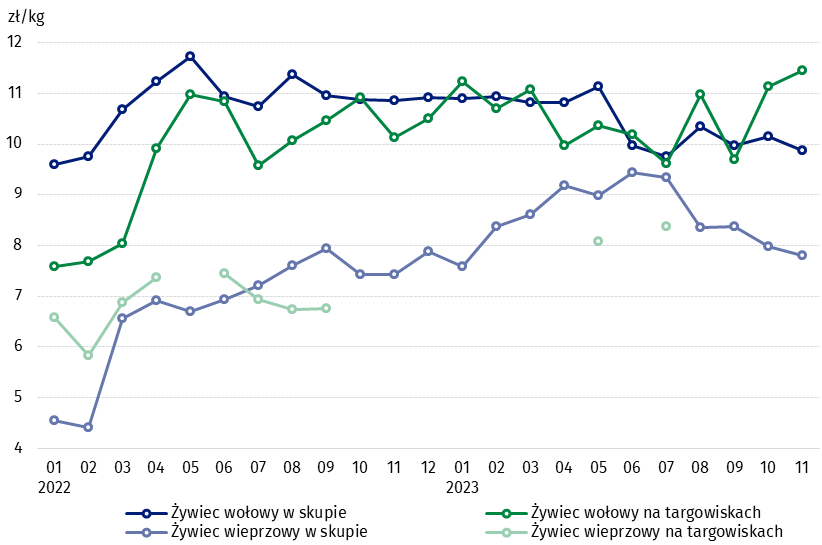 zł/kg
12
11
10
9
8
7
6
5
4
01 02 03 04 05 06 07 08 09 10 11 12 01 02 03 04 05 06 07 08 09 10 11
2022 2023
Żywiec wołowy w skupie Żywiec wołowy na targowiskach
Żywiec wieprzowy w skupie Żywiec wieprzowy na targowiskach